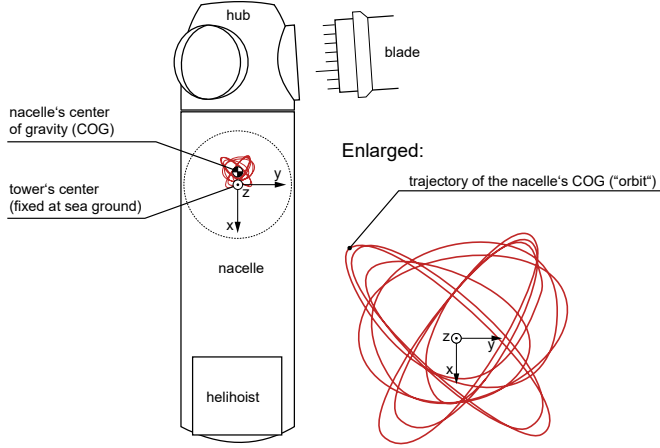 hub
blade
nacelle‘s center
of gravity (COG)
Enlarged:
trajectory of the nacelle's COG (“orbit“)
tower‘s center
(fixed at sea ground)
y
z
x
nacelle
z
y
x
helihoist